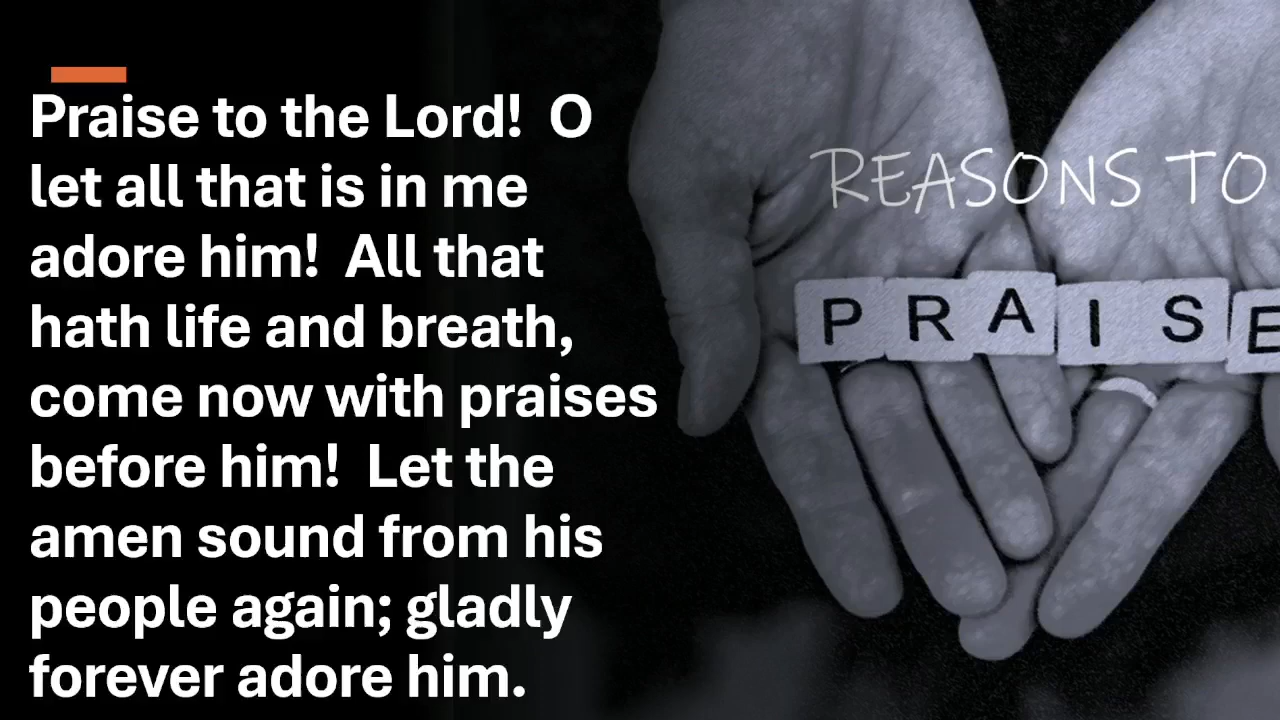 Praise to the Lord!  O
let all that is in me
adore him!  All that
hath life and breath,
come now with praises
before him!  Let the
amen sound from his
people again; gladly
forever adore him.
REASONS TO
PRAISE